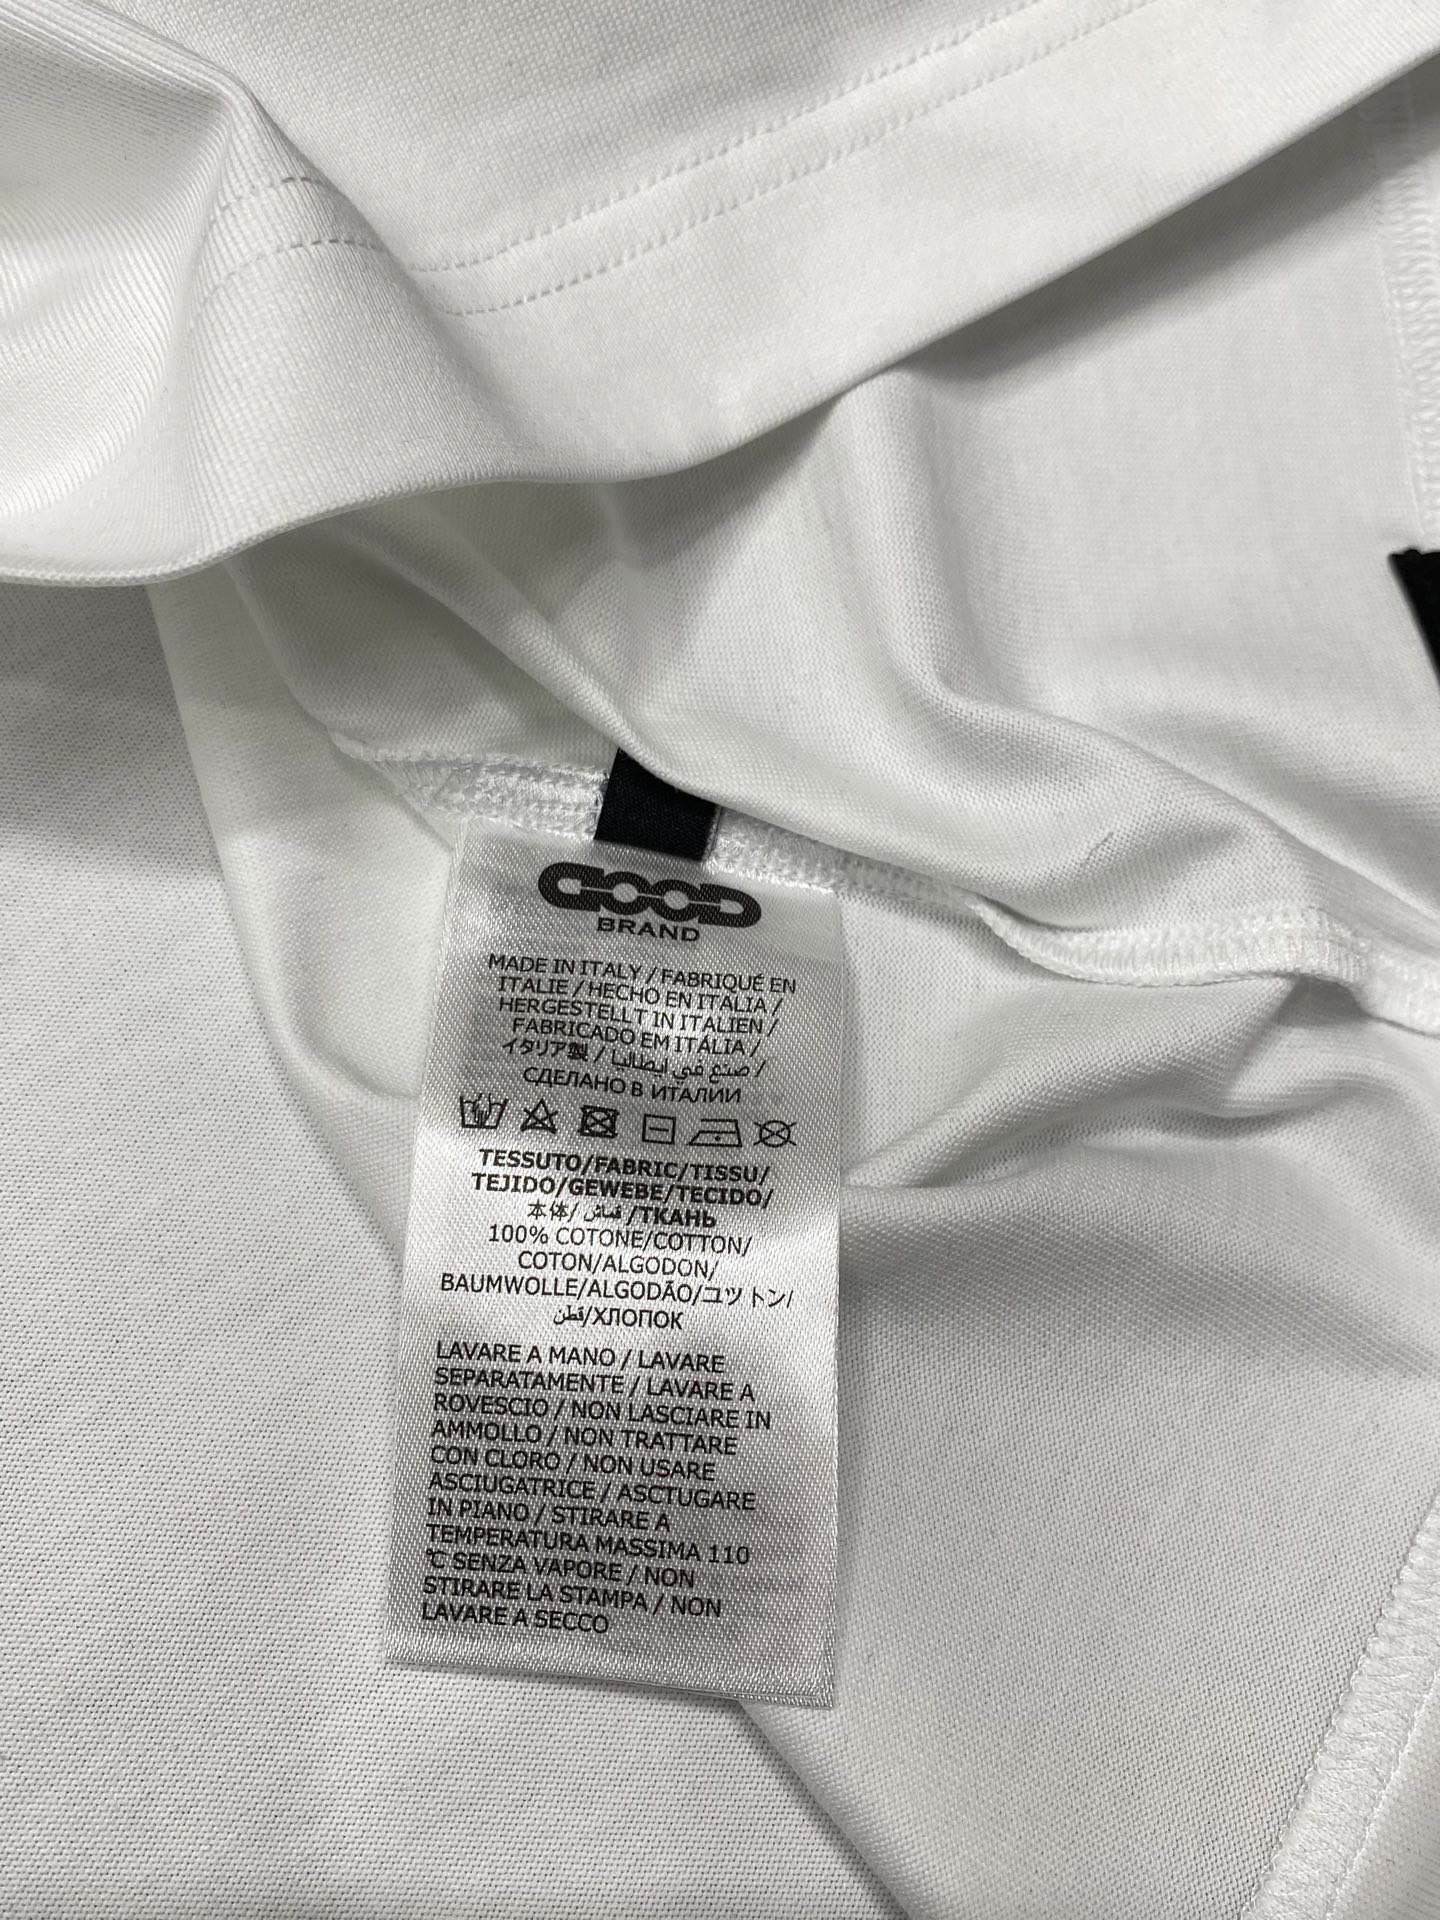 GOOD
BRAND
MADE IN ITALY / FABRIQUÉ EN
ITALIE / HECHO EN ITALIA /
HERGESTELLT IN ITALIEN /
FABRICADO EM ITÁLIA /
イタリア製 / صنع في ايطاليا /
СДЕЛАНО В ИТАЛИИ
TESSUTO/FABRIC/TISSU/
TEJIDO/GEWEBE/TECIDO/
本体/ قماش /ТКАНЬ
100% COTONE/COTTON/
COTON/ALGODON/
BAUMWOLLE/ALGODÃO/コットン/
قطن/ХЛОПОК
LAVARE A MANO / LAVARE
SEPARATAMENTE / LAVARE A
ROVESCIO / NON LASCIARE IN
AMMOLLO / NON TRATTARE
CON CLORO / NON USARE
ASCIUGATRICE / ASCTUGARE
IN PIANO / STIRARE A
TEMPERATURA MASSIMA 110
℃ SENZA VAPORE / NON
STIRARE LA STAMPA / NON
LAVARE A SECCO